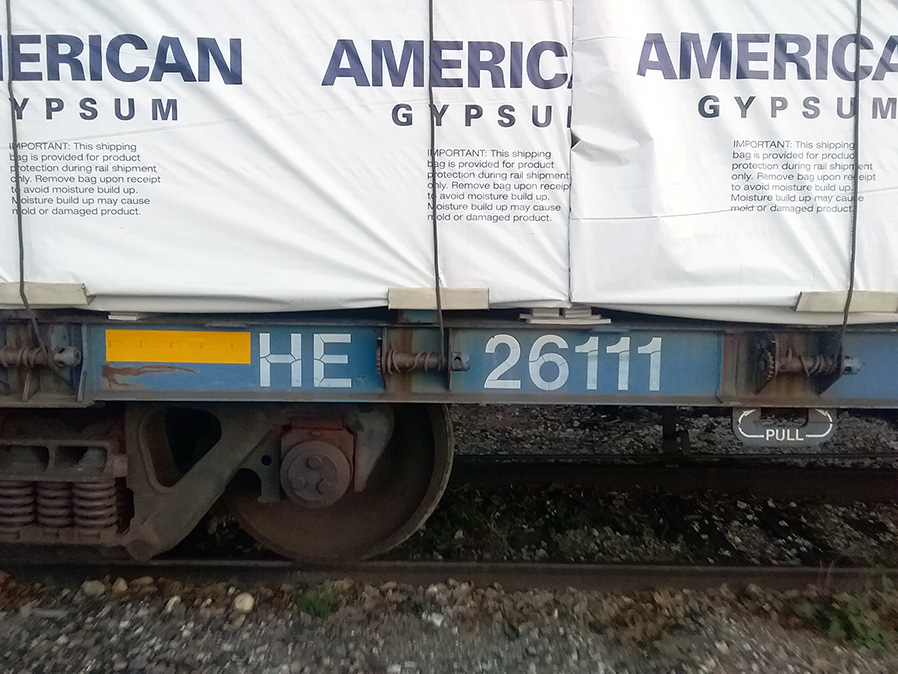 ERICAN
YPSUM
IMPORTANT: This shipping
bag is provided for product
protection during rail shipment
only. Remove bag upon receipt
to avoid moisture build up.
Moisture build up may cause
mold or damaged product.
AMERICA
GYPSU
IMPORTANT: This shipping
bag is provided for product
protection during rail shipment
only. Remove bag upon receipt
to avoid moisture build up.
Moisture build up may cause
mold or damaged product.
AMERICA
GYPSUM
IMPORTANT: This shipping
bag is provided for product
protection during rail shipment
only. Remove bag upon receipt
to avoid moisture build up.
Moisture build up may cause
mold or damaged product.
HE 26111
PULL